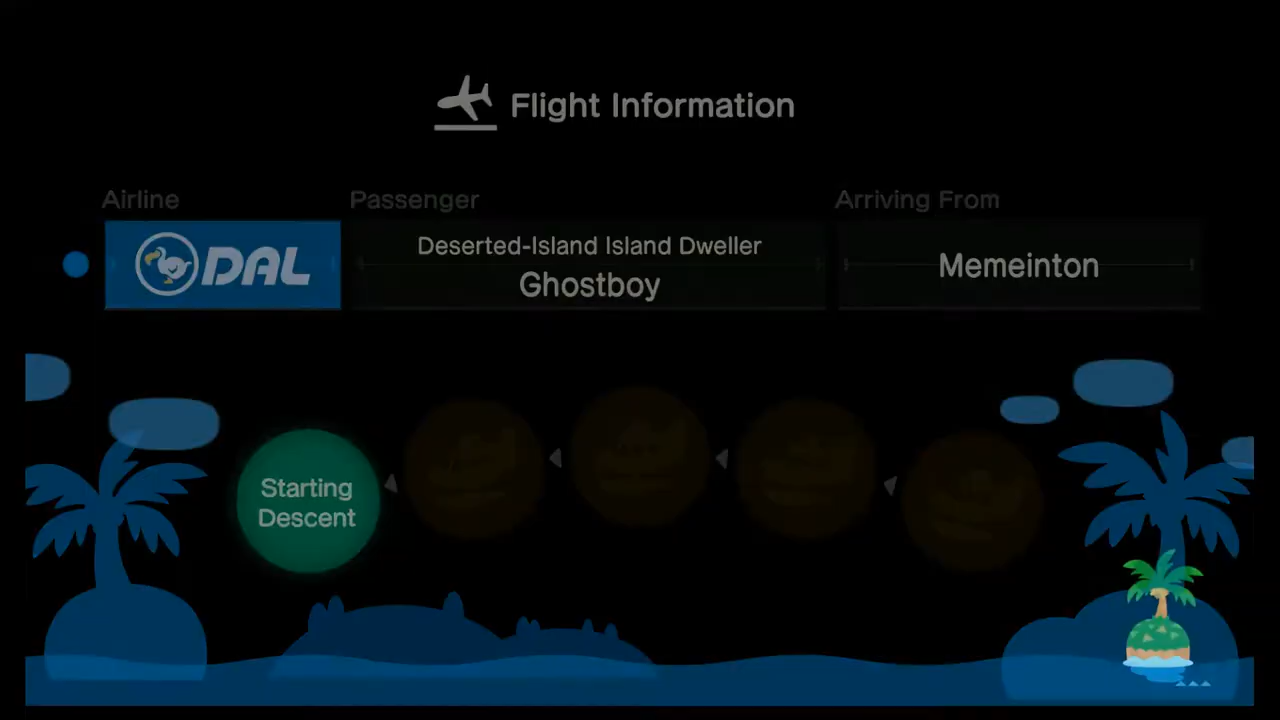 Flight Information
Airline
Passenger
Arriving From
DAL
Deserted-Island Island Dweller
Ghostboy
Memeinton
Starting
Descent